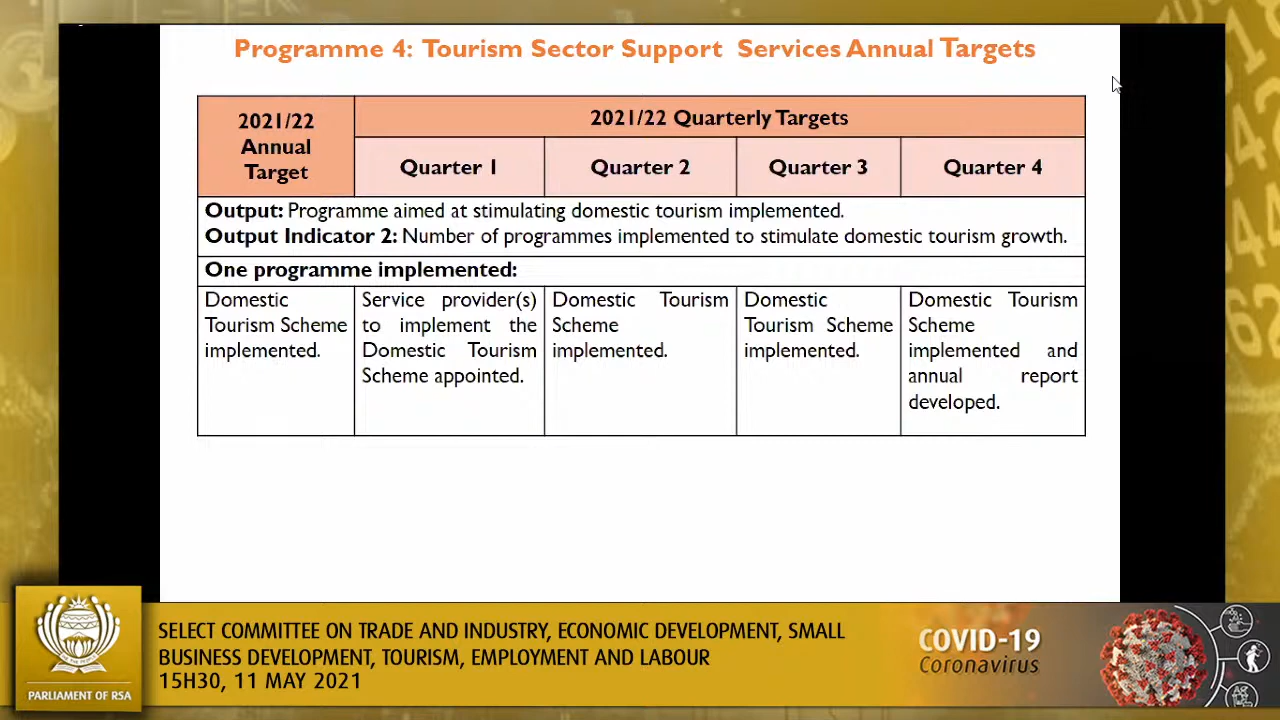 Programme 4: Tourism Sector Support Services Annual Targets
2021/22
Annual
Target
2021/22 Quarterly Targets
Quarter 1
Quarter 2
Quarter 3
Quarter 4
Output: Programme aimed at stimulating domestic tourism implemented.
Output Indicator 2: Number of programmes implemented to stimulate domestic tourism growth.
One programme implemented:
Domestic
Tourism Scheme
implemented.
Service provider(s)
to implement the
Domestic Tourism
Scheme appointed.
Domestic Tourism
Scheme
implemented.
Domestic
Tourism Scheme
implemented.
Domestic Tourism
Scheme
implemented and
annual report
developed.
PARLIAMENT OF RSA
SELECT COMMITTEE ON TRADE AND INDUSTRY, ECONOMIC DEVELOPMENT, SMALL
BUSINESS DEVELOPMENT, TOURISM, EMPLOYMENT AND LABOUR
15H30, 11 MAY 2021
COVID-19
Coronavirus